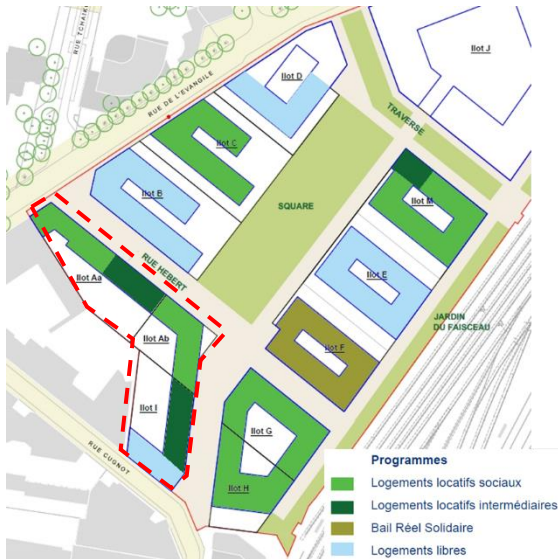 RUE TCHAIK
RUE DE L'EVANGILE
Ilot J
Ilot D
TRAVERSE
Ilot C
Ilot B
Ilot M
SQUARE
RUE HEBERT
Ilot Aa
Ilot E
JARDIN
DU FAISCEAU
Ilot Ab
Ilot F
Ilot I
Ilot G
RUE CUGNOT
Ilot H
Programmes
Logements locatifs sociaux
Logements locatifs intermédiaires
Bail Réel Solidaire
Logements libres